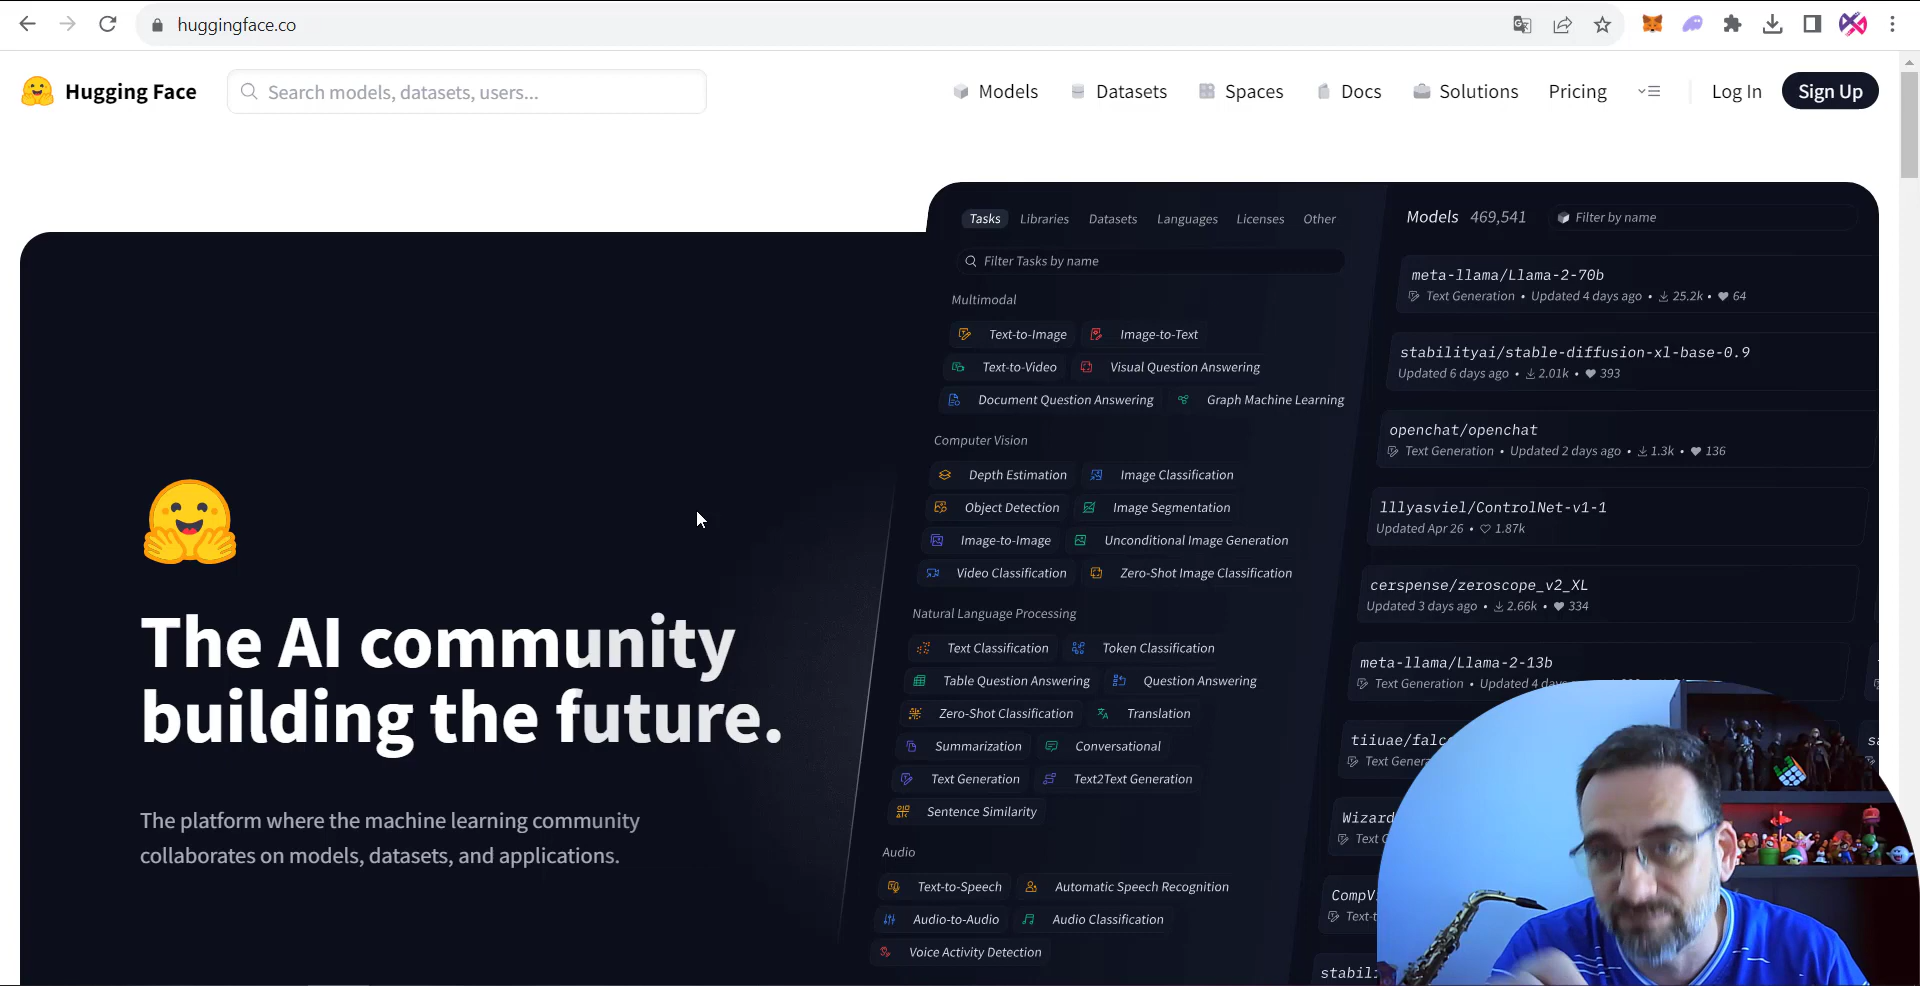 huggingface.co
Hugging Face
Search models, datasets, users...
Models
Datasets
Spaces
Docs
Solutions
Pricing
Log In
Sign Up
Tasks Libraries Datasets Languages Licenses Other
Filter Tasks by name
Multimodal
Text-to-Image Image-to-Text
Text-to-Video Visual Question Answering
Document Question Answering Graph Machine Learning
Computer Vision
Depth Estimation Image Classification
Object Detection Image Segmentation
Image-to-Image Unconditional Image Generation
Video Classification Zero-Shot Image Classification
Natural Language Processing
Text Classification Token Classification
Table Question Answering Question Answering
Zero-Shot Classification Translation
Summarization Conversational
Text Generation Text2Text Generation
Sentence Similarity
Audio
Text-to-Speech Automatic Speech Recognition
Audio-to-Audio Audio Classification
Voice Activity Detection
Models 469,541 Filter by name
meta-llama/Llama-2-70b
Text Generation • Updated 4 days ago • 25.2k • 64
stabilityai/stable-diffusion-xl-base-0.9
Updated 6 days ago • 2.01k • 393
openchat/openchat
Text Generation • Updated 2 days ago • 1.3k • 136
lllyasviel/ControlNet-v1-1
Updated Apr 26 • 1.87k
cerspense/zeroscope_v2_XL
Updated 3 days ago • 2.66k • 334
meta-llama/Llama-2-13b
Text Generation • Updated 4 days
tiiuae/falc
Text Genera
Wizard
Text G
CompV
Text-t
stabili
The AI community
building the future.
The platform where the machine learning community
collaborates on models, datasets, and applications.